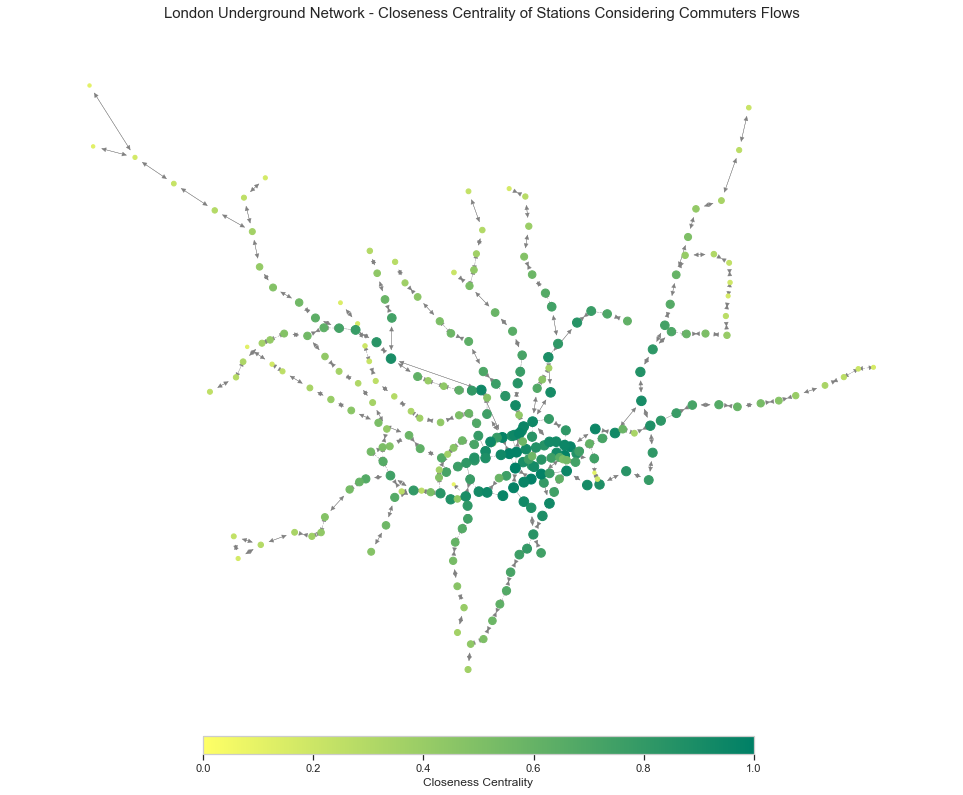 London Underground Network - Closeness Centrality of Stations Considering Commuters Flows
0.0 0.2 0.4 0.6 0.8 1.0
Closeness Centrality